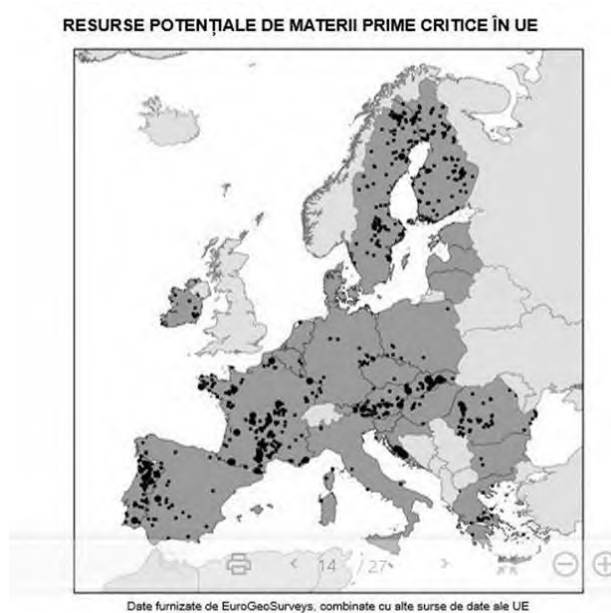 RESURSE POTENȚIALE DE MATERII PRIME CRITICE ÎN UE
14 / 27
Date furnizate de EuroGeoSurveys, combinate cu alte surse de date ale UE